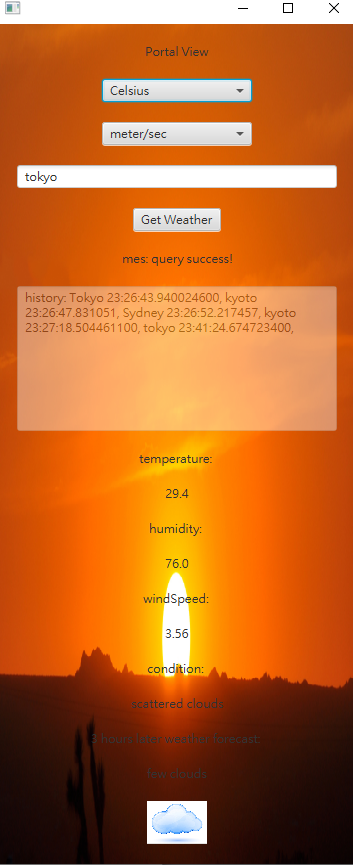 Portal View
Celsius
meter/sec
tokyo
Get Weather
mes: query success!
history: Tokyo 23:26:43.940024600, kyoto
23:26:47.831051, Sydney 23:26:52.217457, kyoto
23:27:18.504461100, tokyo 23:41:24.674723400,
temperature:
29.4
humidity:
76.0
windSpeed:
3.56
condition:
scattered clouds
3 hours later weather forecast:
few clouds